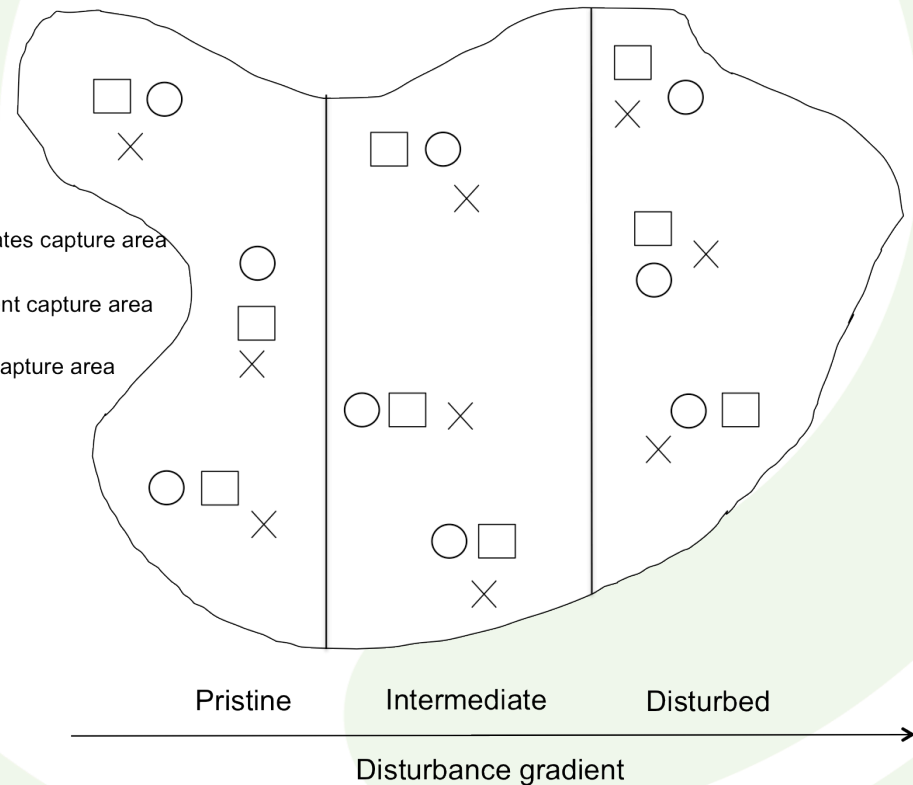 ates capture area
nt capture area
apture area
Pristine
Intermediate
Disturbed
Disturbance gradient